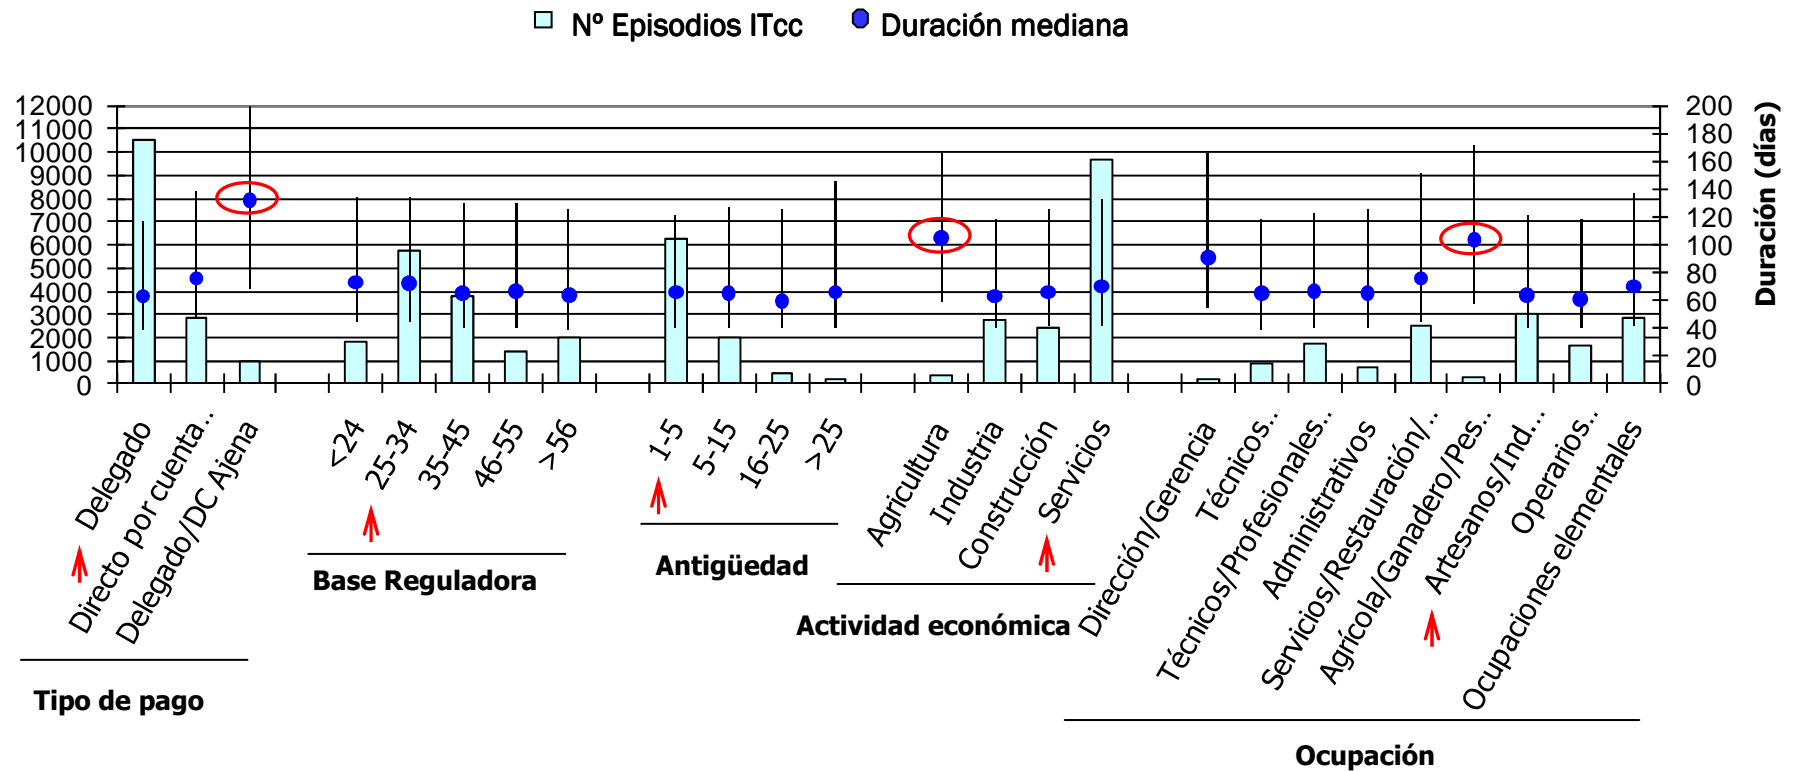 Nº Episodios ITcc
Duración mediana
12000
11000
10000
9000
8000
7000
6000
5000
4000
3000
2000
1000
0
200
180
160
140
120
100
80
60
40
20
0
Duración (días)
Delegado
Directo por cuenta..
Delegado/DC Ajena
<24
25-34
35-45
46-55
>56
1-5
5-15
16-25
>25
Agricultura
Industria
Construcción
Servicios
Dirección/Gerencia
Técnicos..
Técnicos/Profesionales..
Administrativos
Servicios/Restauración/..
Agrícola/Ganadero/Pes..
Artesanos/Ind...
Operarios..
Ocupaciones elementales
Tipo de pago
Base Reguladora
Antigüedad
Actividad económica
Ocupación